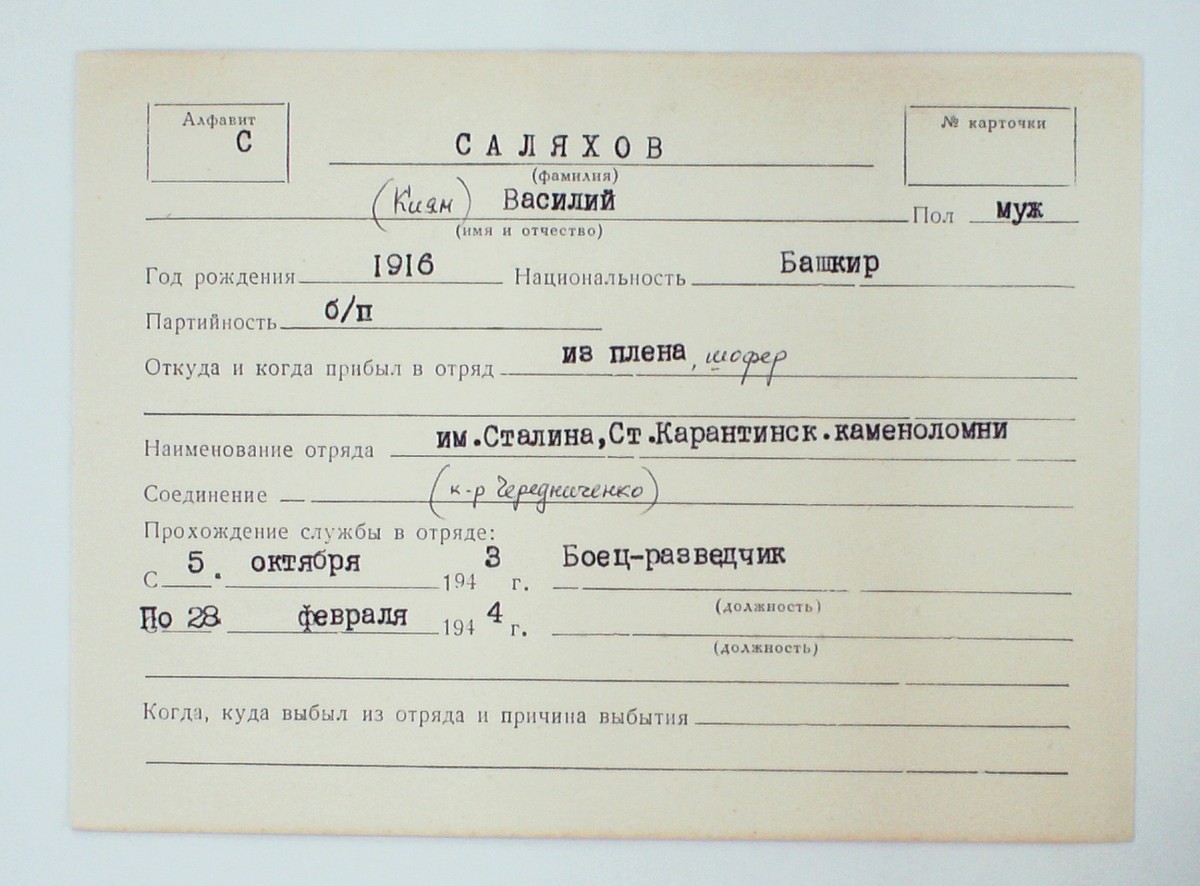 Алфавит
С
№ карточки
САЛЯХОВ
(фамилия)
(Киям) Василий Пол муж
(имя и отчество)
Год рождения 1916 Национальность Башкир
Партийность б/п
Откуда и когда прибыл в отряд из плена, шофер
Наименование отряда им.Сталина,Ст.Карантинск.каменоломни
Соединение (к-р Чередниченко)
Прохождение службы в отряде:
С 5. октября 1943 г. Боец-разведчик
(должность)
По 28 февраля 1944 г.
(должность)
Когда, куда выбыл из отряда и причина выбытия